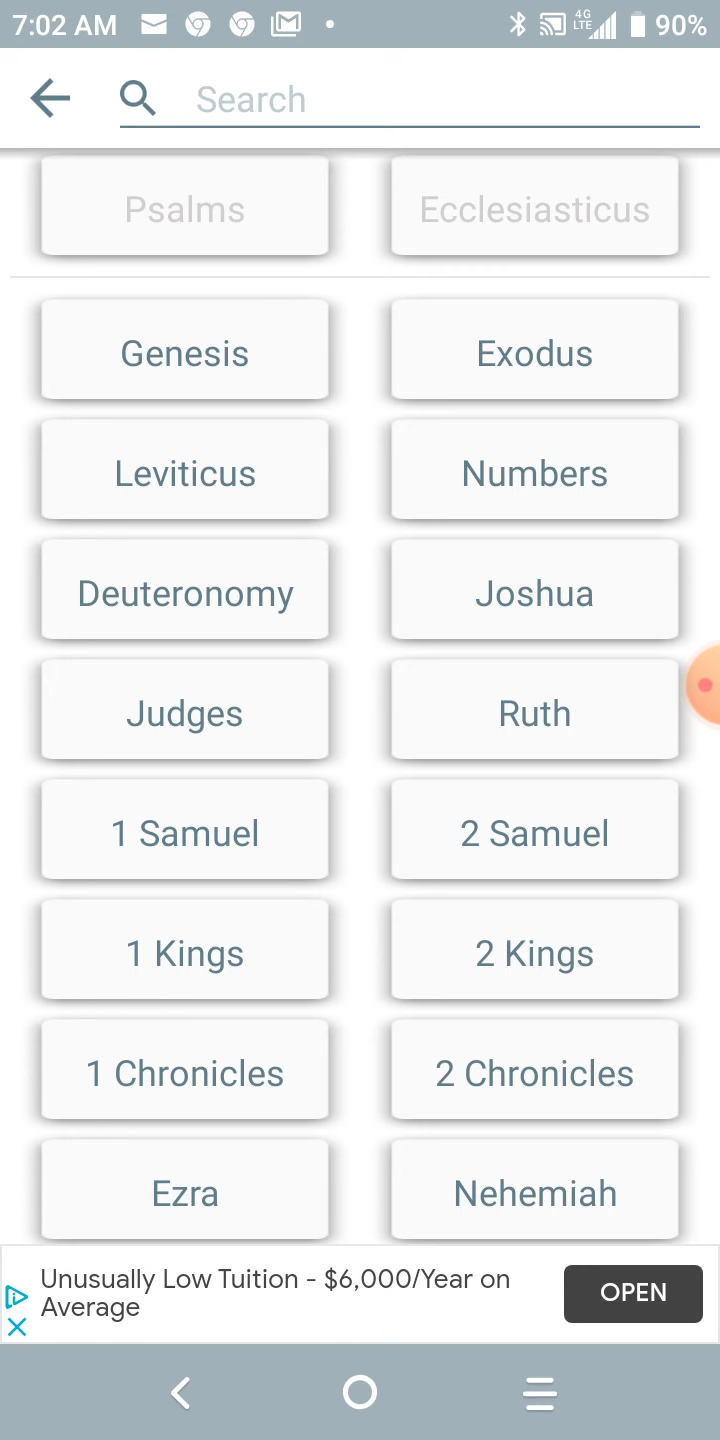 7:02 AM 4G LTE 90%
Search
Psalms Ecclesiasticus
Genesis Exodus
Leviticus Numbers
Deuteronomy Joshua
Judges Ruth
1 Samuel 2 Samuel
1 Kings 2 Kings
1 Chronicles 2 Chronicles
Ezra Nehemiah
Unusually Low Tuition - $6,000/Year on
Average
OPEN